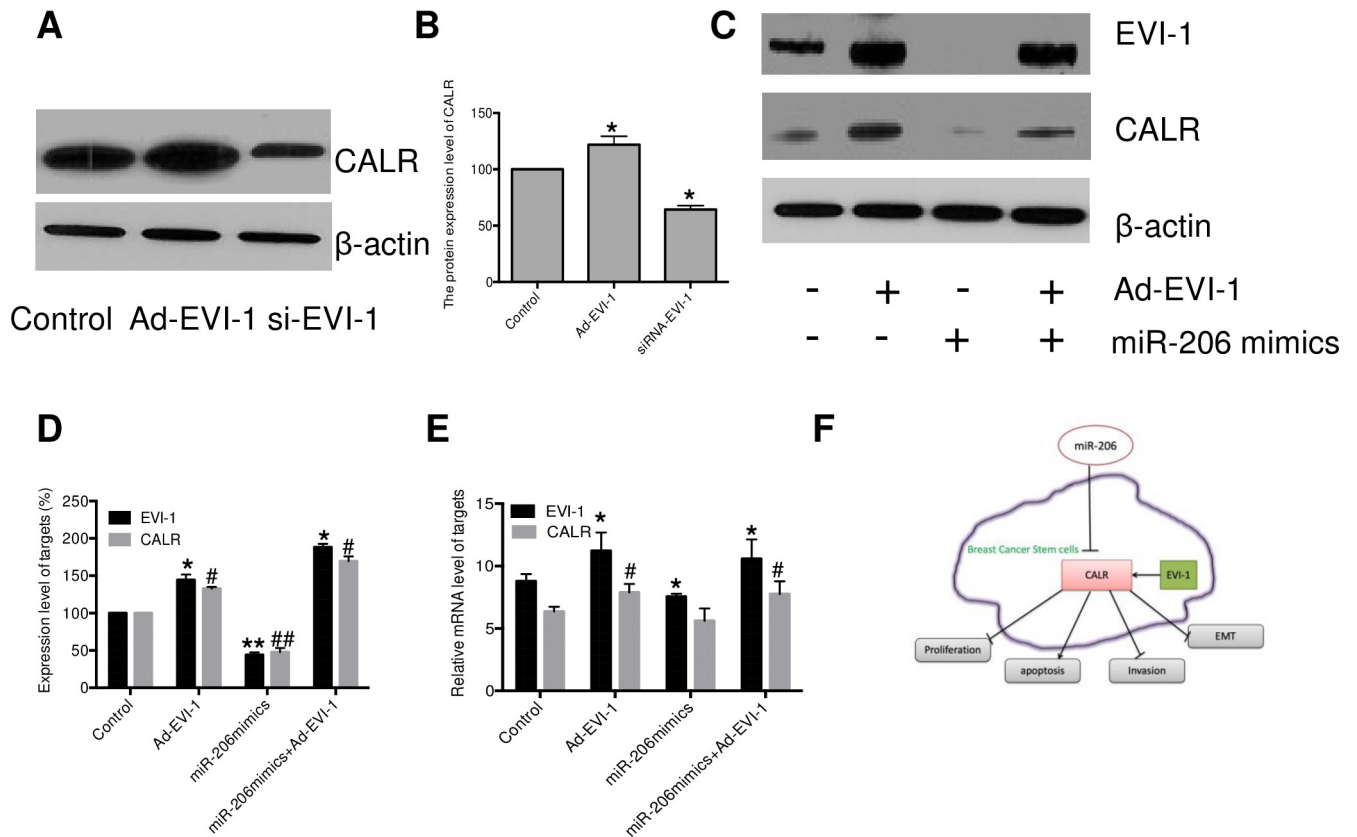 A
CALR
β-actin
Control Ad-EVI-1 si-EVI-1
B
The protein expression level of CALR
150
100
50
0
*
*
Control
Ad-EVI-1
siRNA-EVI-1
C
EVI-1
CALR
β-actin
- + - + Ad-EVI-1
- - + + miR-206 mimics
D
Expression level of targets (%)
250
200
150
100
50
0
EVI-1
CALR
* #
** ##
* #
Control
Ad-EVI-1
miR-206mimics
miR-206mimics+Ad-EVI-1
E
Relative mRNA level of targets
15
10
5
0
EVI-1
CALR
* #
*
* #
Control
Ad-EVI-1
miR-206mimics
miR-206mimics+Ad-EVI-1
F
miR-206
Breast Cancer Stem cells
CALR
EVI-1
Proliferation
apoptosis
Invasion
EMT